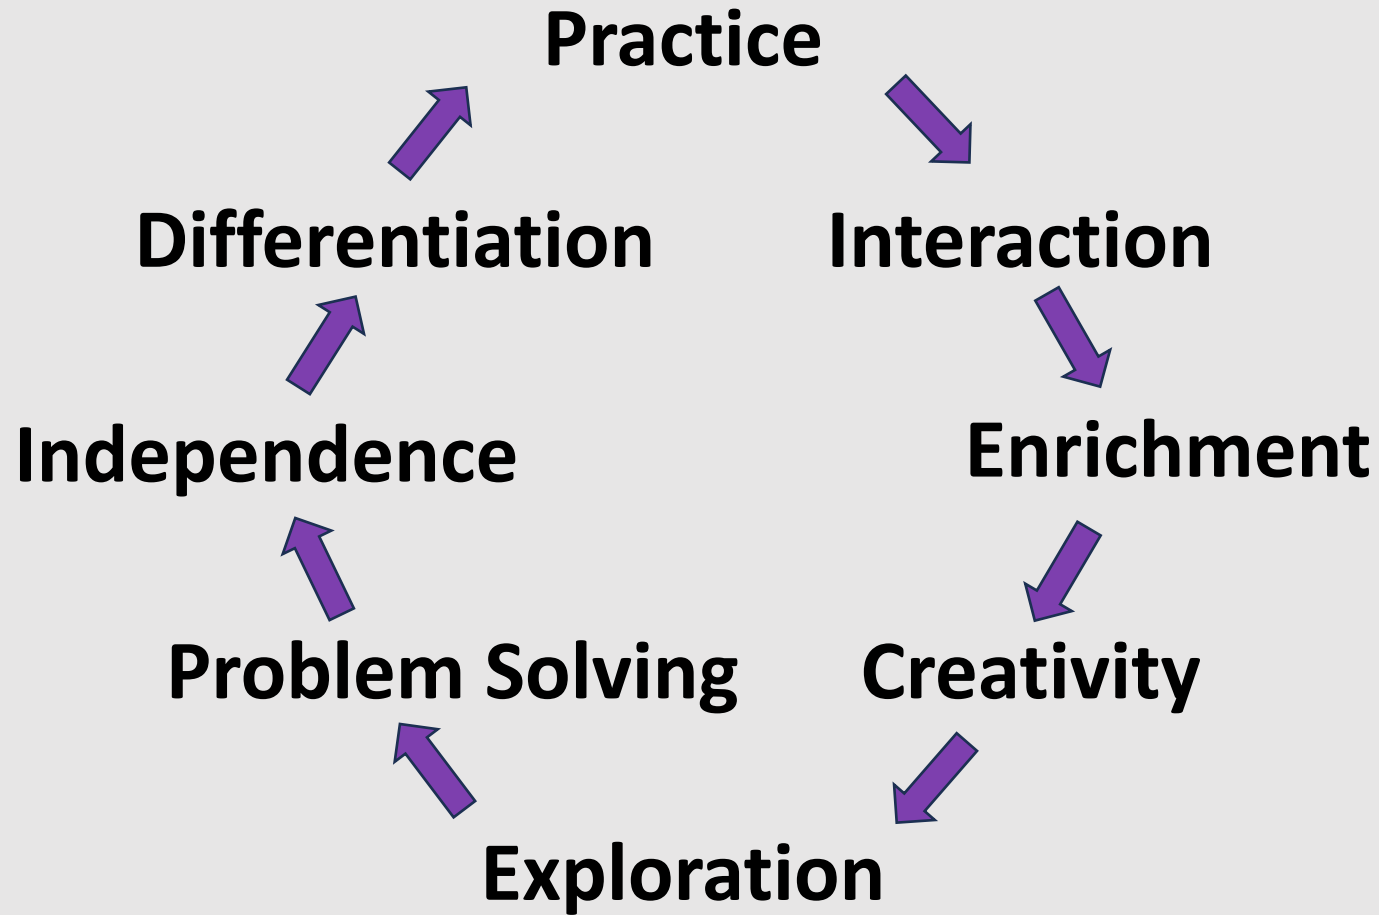 Practice
Interaction
Enrichment
Creativity
Exploration
Problem Solving
Independence
Differentiation